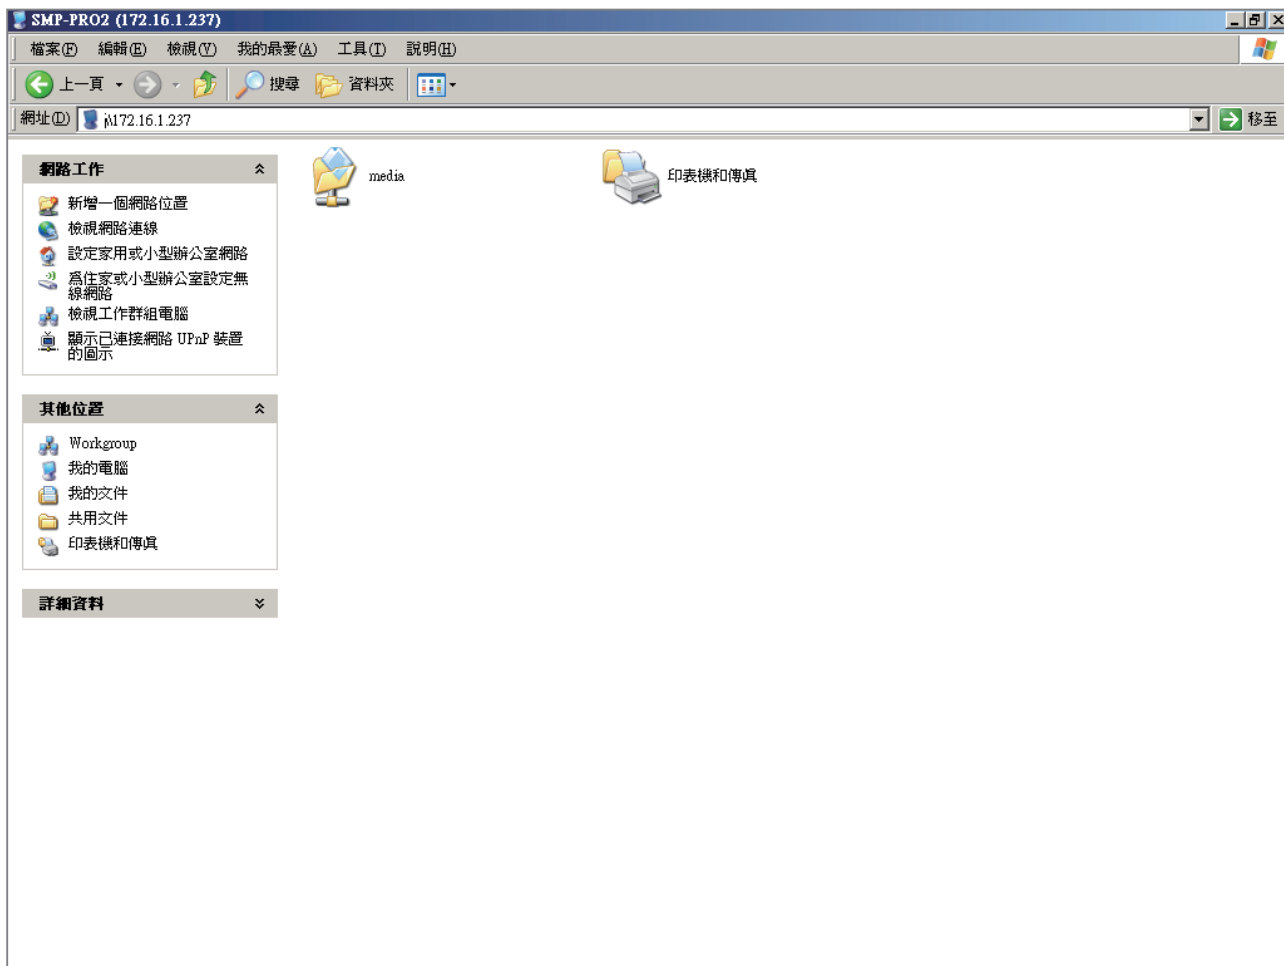 SMP-PRO2 (172.16.1.237)
檔案(F) 編輯(E) 檢視(V) 我的最愛(A) 工具(T) 說明(H)
上一頁 搜尋 資料夾
網址(D) \\172.16.1.237 移至
網路工作
media
印表機和傳真
新增一個網路位置
檢視網路連線
設定家用或小型辦公室網路
為住家或小型辦公室設定無
線網路
檢視工作群組電腦
顯示已連接網路 UPnP 裝置
的圖示
其他位置
Workgroup
我的電腦
我的文件
共用文件
印表機和傳真
詳細資料